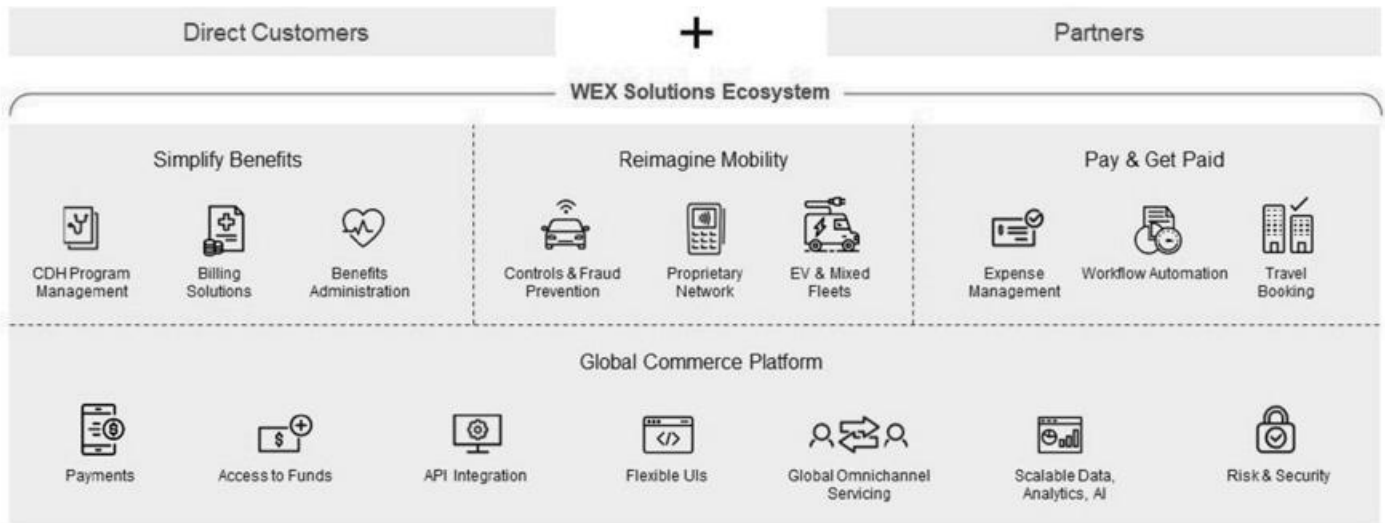 Direct Customers
+
Partners
WEX Solutions Ecosystem
Simplify Benefits
Reimagine Mobility
Pay & Get Paid
CDH Program
Management
Billing
Solutions
Benefits
Administration
Controls & Fraud
Prevention
Proprietary
Network
EV & Mixed
Fleets
Expense
Management
Workflow Automation
Travel
Booking
Global Commerce Platform
Payments
Access to Funds
API Integration
Flexible UIs
Global Omnichannel
Servicing
Scalable Data,
Analytics, AI
Risk & Security